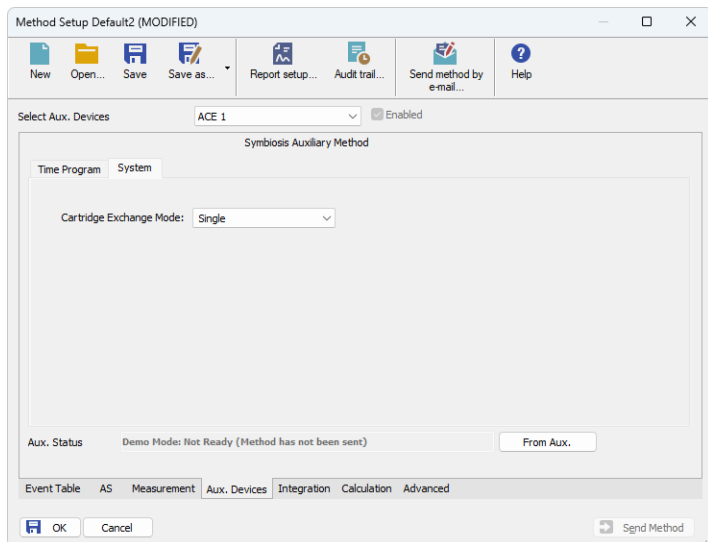 Method Setup Default2 (MODIFIED)
New
Open...
Save
Save as...
Report setup...
Audit trail...
Send method by
e-mail...
Help
Select Aux. Devices
ACE 1
Enabled
Symbiosis Auxiliary Method
Time Program
System
Cartridge Exchange Mode:
Single
Aux. Status
Demo Mode: Not Ready (Method has not been sent)
From Aux.
Event Table
AS
Measurement
Aux. Devices
Integration
Calculation
Advanced
OK
Cancel
Send Method